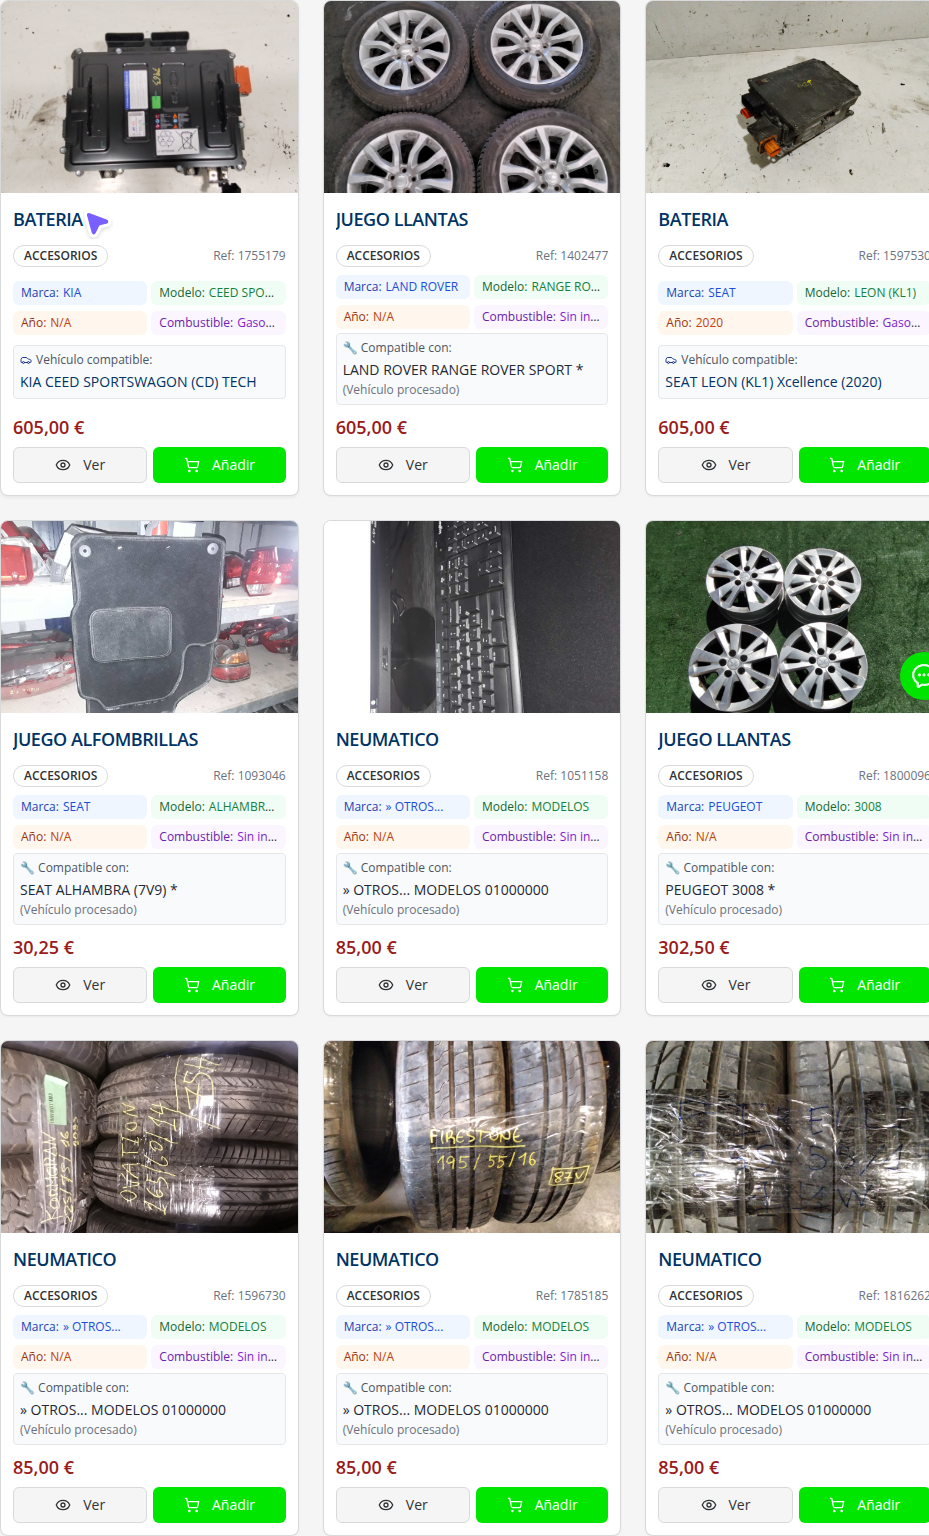 BATERIA
ACCESORIOS
Ref: 1755179
Marca: KIA
Modelo: CEED SPO...
Año: N/A
Combustible: Gaso...
Vehículo compatible:
KIA CEED SPORTSWAGON (CD) TECH
605,00 €
Ver
Añadir
JUEGO LLANTAS
ACCESORIOS
Ref: 1402477
Marca: LAND ROVER
Modelo: RANGE RO...
Año: N/A
Combustible: Sin in...
Compatible con:
LAND ROVER RANGE ROVER SPORT *
(Vehículo procesado)
605,00 €
Ver
Añadir
BATERIA
ACCESORIOS
Ref: 1597530
Marca: SEAT
Modelo: LEON (KL1)
Año: 2020
Combustible: Gaso...
Vehículo compatible:
SEAT LEON (KL1) Xcellence (2020)
605,00 €
Ver
Añadir
JUEGO ALFOMBRILLAS
ACCESORIOS
Ref: 1093046
Marca: SEAT
Modelo: ALHAMBR...
Año: N/A
Combustible: Sin in...
Compatible con:
SEAT ALHAMBRA (7V9) *
(Vehículo procesado)
30,25 €
Ver
Añadir
NEUMATICO
ACCESORIOS
Ref: 1051158
Marca: » OTROS...
Modelo: MODELOS
Año: N/A
Combustible: Sin in...
Compatible con:
» OTROS... MODELOS 01000000
(Vehículo procesado)
85,00 €
Ver
Añadir
JUEGO LLANTAS
ACCESORIOS
Ref: 1800096
Marca: PEUGEOT
Modelo: 3008
Año: N/A
Combustible: Sin in...
Compatible con:
PEUGEOT 3008 *
(Vehículo procesado)
302,50 €
Ver
Añadir
OVATION
NEUMATICO
ACCESORIOS
Ref: 1596730
Marca: » OTROS...
Modelo: MODELOS
Año: N/A
Combustible: Sin in...
Compatible con:
» OTROS... MODELOS 01000000
(Vehículo procesado)
85,00 €
Ver
Añadir
FIRESTONE
195/55/16
87V
NEUMATICO
ACCESORIOS
Ref: 1785185
Marca: » OTROS...
Modelo: MODELOS
Año: N/A
Combustible: Sin in...
Compatible con:
» OTROS... MODELOS 01000000
(Vehículo procesado)
85,00 €
Ver
Añadir
NEUMATICO
ACCESORIOS
Ref: 1816262
Marca: » OTROS...
Modelo: MODELOS
Año: N/A
Combustible: Sin in...
Compatible con:
» OTROS... MODELOS 01000000
(Vehículo procesado)
85,00 €
Ver
Añadir